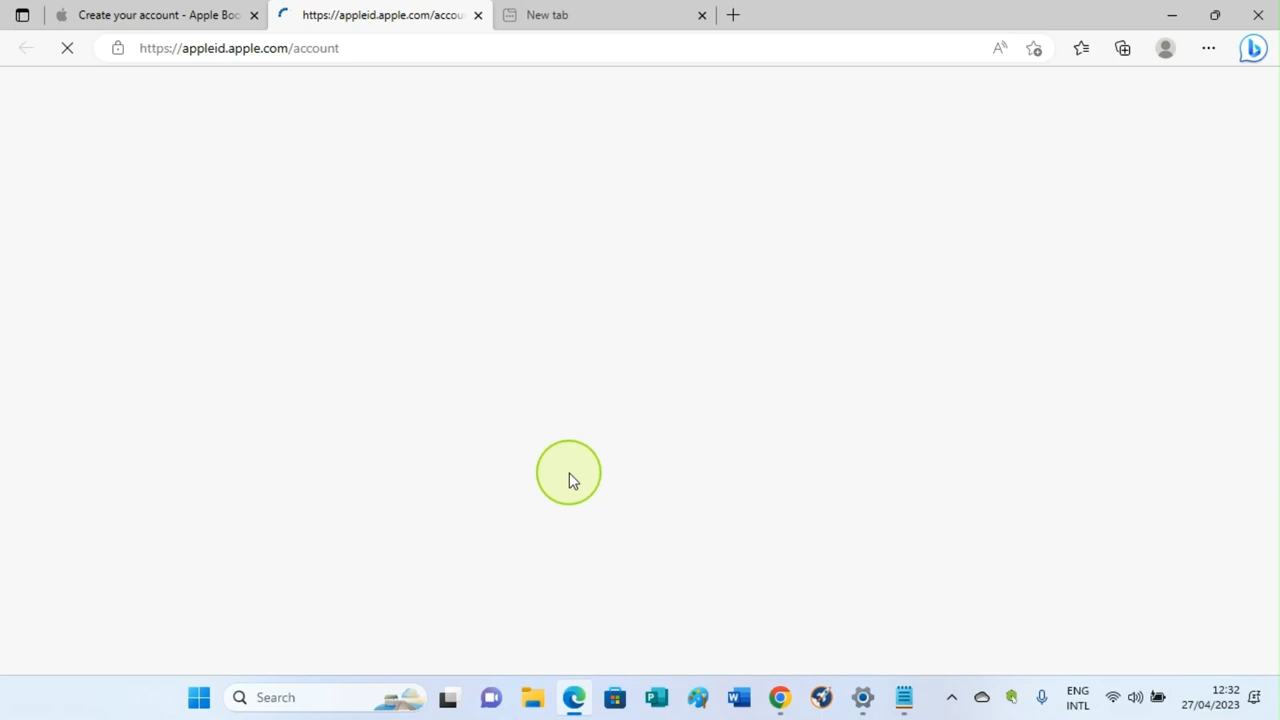 Create your account - Apple Boo
https://appleid.apple.com/accou
New tab
https://appleid.apple.com/account
Search
ENG
INTL
12:32
27/04/2023